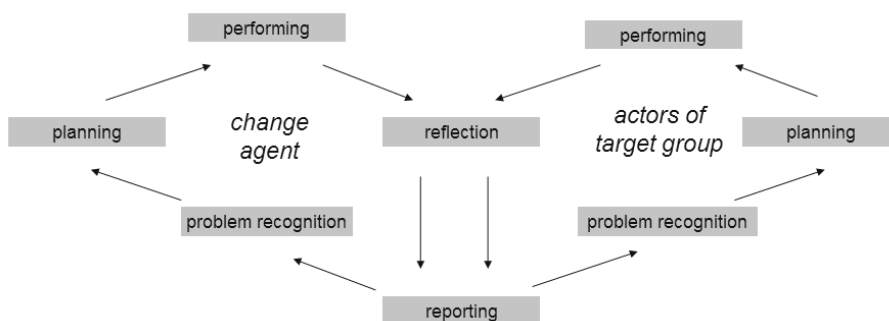 performing
performing
planning
change
agent
reflection
actors of
target group
planning
problem recognition
problem recognition
reporting